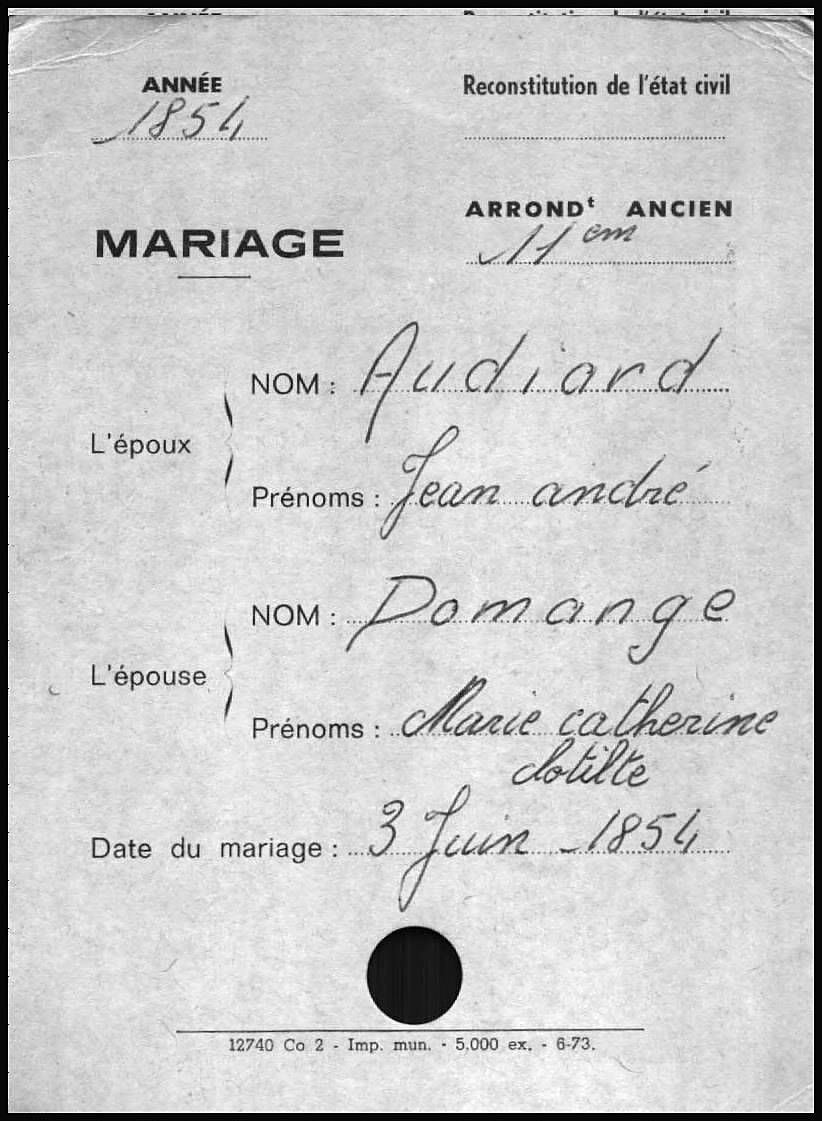 ANNÉE
1854
Reconstitution de l'état civil
ARRONDt ANCIEN
11 em
MARIAGE
L'époux
NOM : Audiard
Prénoms : Jean andré
L'épouse
NOM : Domange
Prénoms : Marie catherine
clotilte
Date du mariage : 3 Juin 1854
12740 Co 2 - Imp. mun. - 5.000 ex. - 6-73.